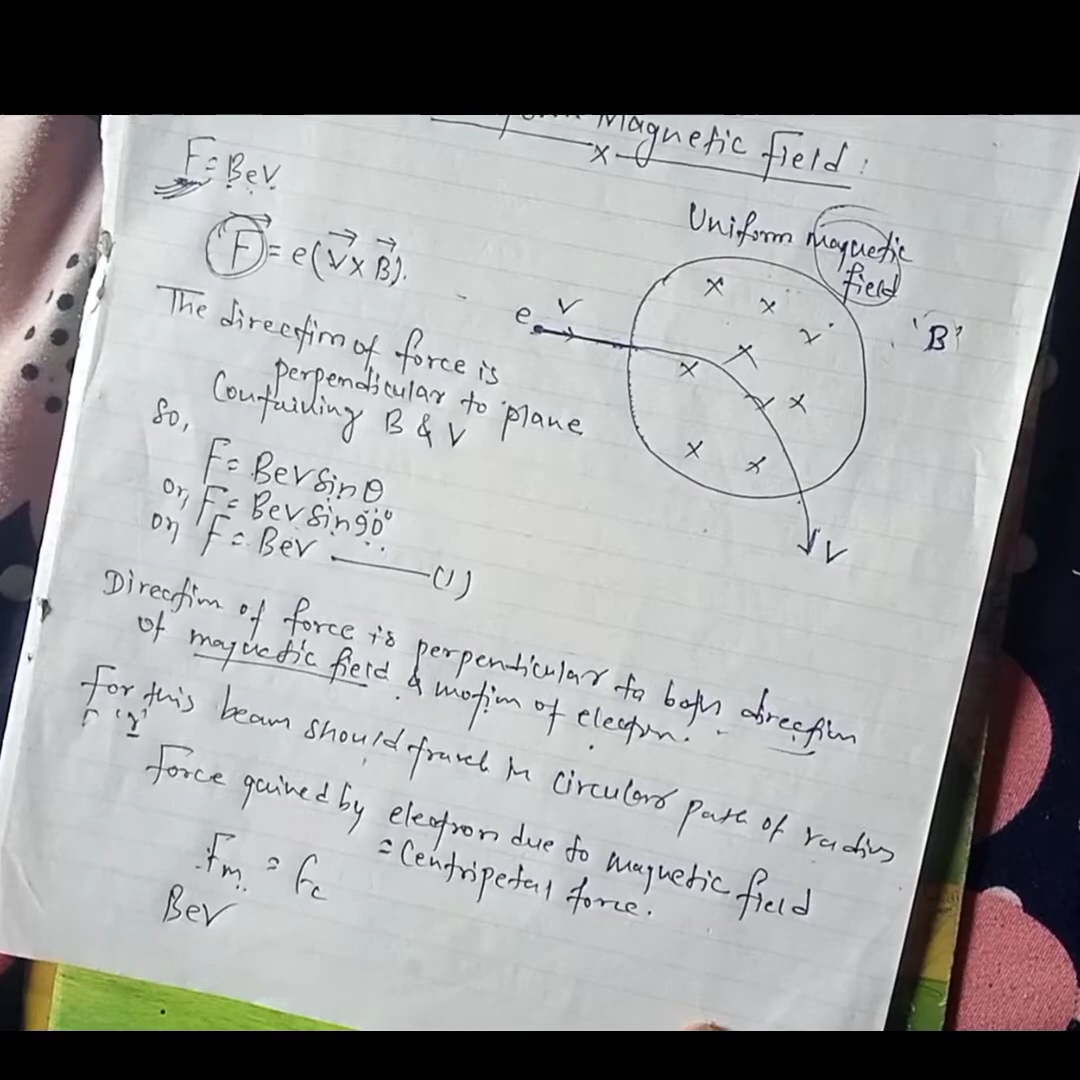 Magnetic field :
F = Bev
Uniform magnetic
field
'B'
F = e(V × B).
e V
The direction of force is
perpendicular to plane
Containing B & V
So,
F = Bev sinθ
or, F = Bev sin90°
or F = Bev ——— (1)
V
Direction of force is perpendicular to both direction
of magnetic field & motion of electron.
For this beam should travel in circular path of radius
'r'
Force gained by electron due to magnetic field
= Centripetal force.
Fm = Fc
Bev